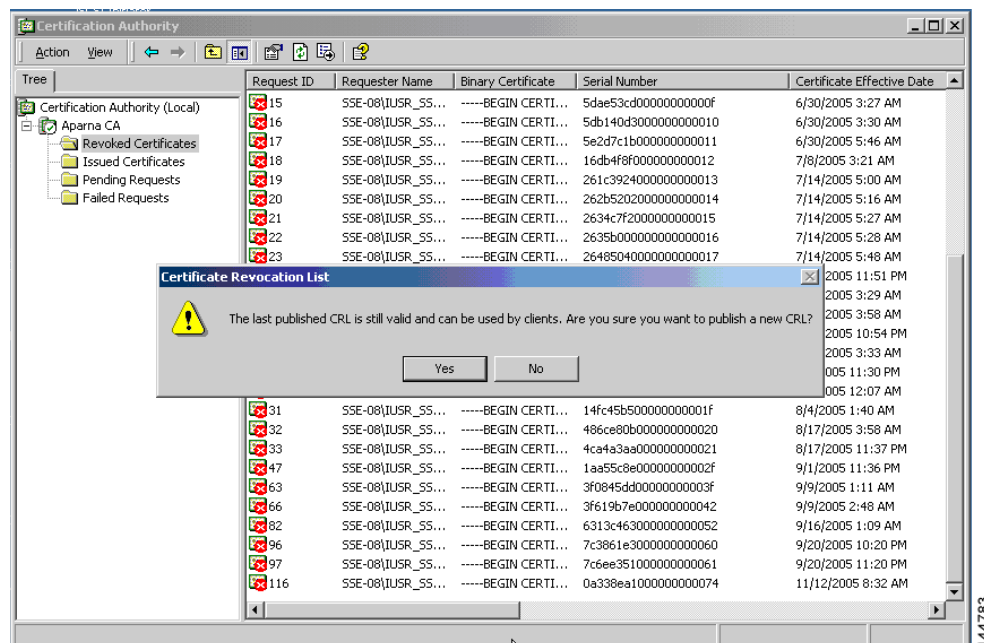 Certification Authority
Action View
Tree
Request ID Requester Name Binary Certificate Serial Number Certificate Effective Date
Certification Authority (Local)
Aparna CA
Revoked Certificates
Issued Certificates
Pending Requests
Failed Requests
15 SSE-08\IUSR_SS... -----BEGIN CERTI... 5dae53cd00000000000f 6/30/2005 3:27 AM
16 SSE-08\IUSR_SS... -----BEGIN CERTI... 5db140d3000000000010 6/30/2005 3:30 AM
17 SSE-08\IUSR_SS... -----BEGIN CERTI... 5e2d7c1b000000000011 6/30/2005 5:46 AM
18 SSE-08\IUSR_SS... -----BEGIN CERTI... 16db4f8f000000000012 7/8/2005 3:21 AM
19 SSE-08\IUSR_SS... -----BEGIN CERTI... 261c3924000000000013 7/14/2005 5:00 AM
20 SSE-08\IUSR_SS... -----BEGIN CERTI... 262b5202000000000014 7/14/2005 5:16 AM
21 SSE-08\IUSR_SS... -----BEGIN CERTI... 2634c7f2000000000015 7/14/2005 5:27 AM
22 SSE-08\IUSR_SS... -----BEGIN CERTI... 2635b000000000000016 7/14/2005 5:28 AM
23 SSE-08\IUSR_SS... -----BEGIN CERTI... 26485040000000000017 7/14/2005 5:48 AM
2005 11:51 PM
2005 3:29 AM
2005 3:58 AM
2005 10:54 PM
2005 3:33 AM
005 11:30 PM
005 12:07 AM
Certificate Revocation List
The last published CRL is still valid and can be used by clients. Are you sure you want to publish a new CRL?
Yes No
31 SSE-08\IUSR_SS... -----BEGIN CERTI... 14fc45b500000000001f 8/4/2005 1:40 AM
32 SSE-08\IUSR_SS... -----BEGIN CERTI... 486ce80b000000000020 8/17/2005 3:58 AM
33 SSE-08\IUSR_SS... -----BEGIN CERTI... 4ca4a3aa000000000021 8/17/2005 11:37 PM
47 SSE-08\IUSR_SS... -----BEGIN CERTI... 1aa55c8e00000000002f 9/1/2005 11:36 PM
63 SSE-08\IUSR_SS... -----BEGIN CERTI... 3f0845dd00000000003f 9/9/2005 1:11 AM
66 SSE-08\IUSR_SS... -----BEGIN CERTI... 3f619b7e000000000042 9/9/2005 2:48 AM
82 SSE-08\IUSR_SS... -----BEGIN CERTI... 6313c463000000000052 9/16/2005 1:09 AM
96 SSE-08\IUSR_SS... -----BEGIN CERTI... 7c3861e3000000000060 9/20/2005 10:20 PM
97 SSE-08\IUSR_SS... -----BEGIN CERTI... 7c6ee351000000000061 9/20/2005 11:20 PM
116 SSE-08\IUSR_SS... -----BEGIN CERTI... 0a338ea1000000000074 11/12/2005 8:32 AM
144783